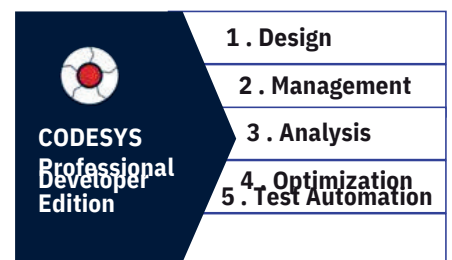 CODESYS
Professional
Developer
Edition
1 . Design
2 . Management
3 . Analysis
4 . Optimization
5 . Test Automation